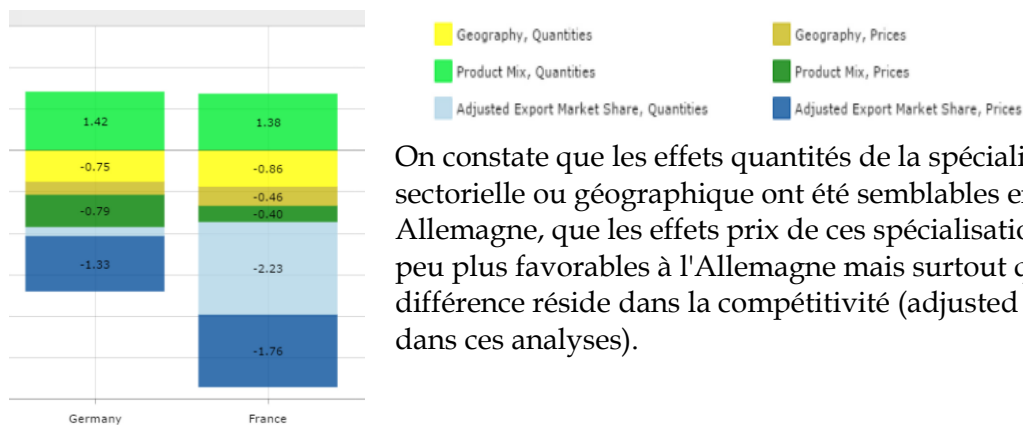 Geography, Quantities
Geography, Prices
Product Mix, Quantities
Product Mix, Prices
Adjusted Export Market Share, Quantities
Adjusted Export Market Share, Prices
1.42
1.38
-0.75
-0.86
-0.46
-0.79
-0.40
-1.33
-2.23
-1.76
Germany
France
On constate que les effets quantités de la spéciali
sectorielle ou géographique ont été semblables e
Allemagne, que les effets prix de ces spécialisatio
peu plus favorables à l'Allemagne mais surtout
différence réside dans la compétitivité (adjusted
dans ces analyses).